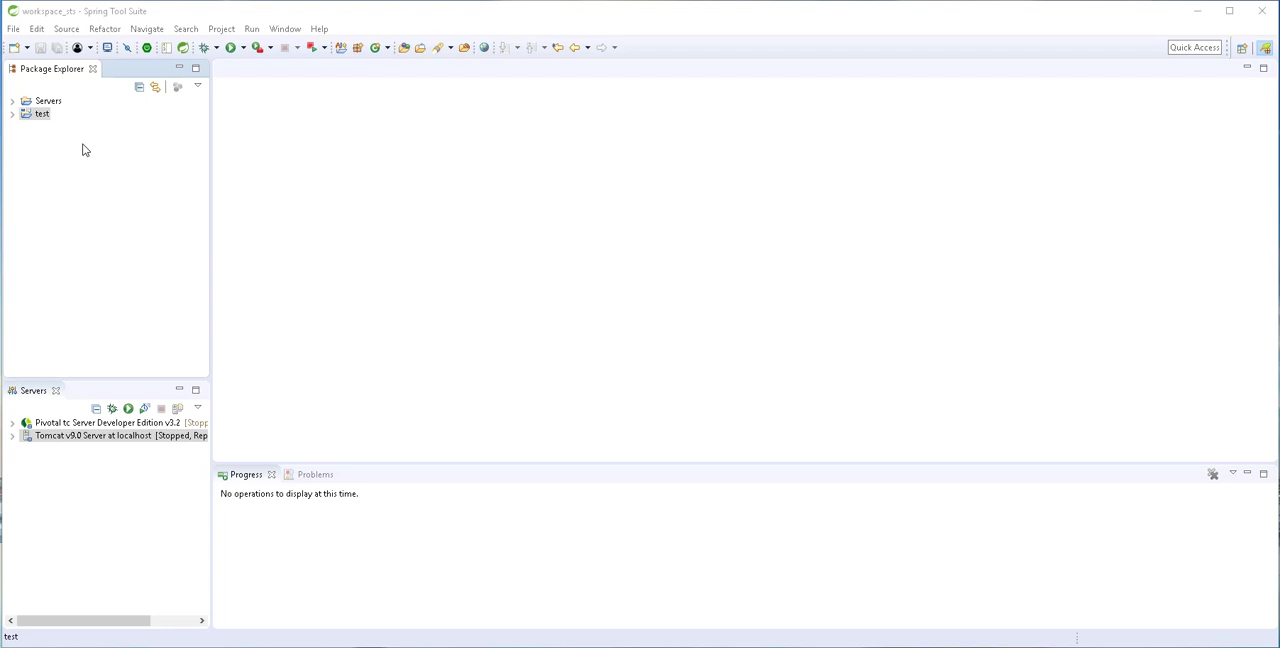 workspace_sts - Spring Tool Suite
File Edit Source Refactor Navigate Search Project Run Window Help
Quick Access
Package Explorer
Servers
test
Servers
Pivotal tc Server Developer Edition v3.2 [Stopp
Tomcat v9.0 Server at localhost [Stopped, Rep
Progress Problems
No operations to display at this time.
test